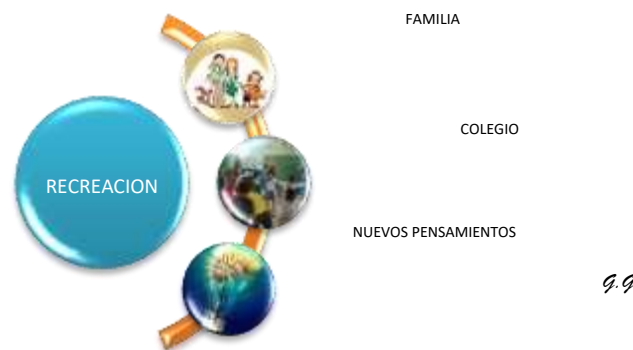 FAMILIA
COLEGIO
RECREACION
NUEVOS PENSAMIENTOS
G.G